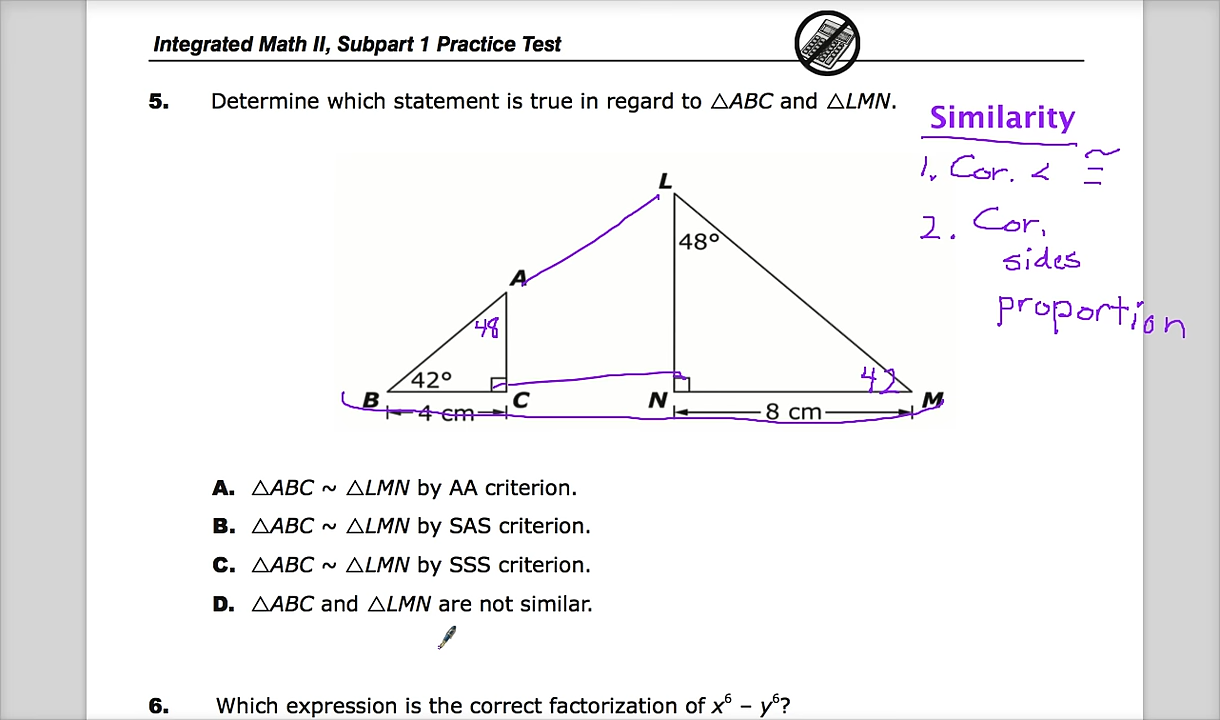 Integrated Math II, Subpart 1 Practice Test
5. Determine which statement is true in regard to △ABC and △LMN.
Similarity
1. Cor. < ≅
2. Cor.
sides
proportion
L
48°
A
48
42°
42
B
C
N
M
4 cm
8 cm
A. △ABC ~ △LMN by AA criterion.
B. △ABC ~ △LMN by SAS criterion.
C. △ABC ~ △LMN by SSS criterion.
D. △ABC and △LMN are not similar.
6. Which expression is the correct factorization of x⁶ – y⁶?